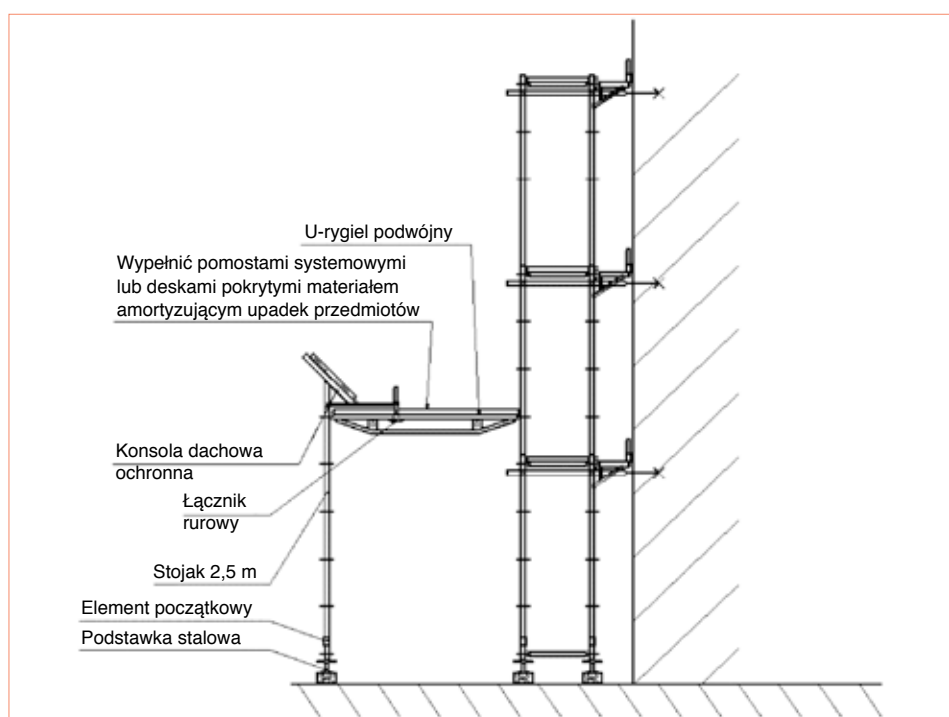 U-rygiel podwójny
Wypełnić pomostami systemowymi
lub deskami pokrytymi materiałem
amortyzującym upadek przedmiotów
Konsola dachowa
ochronna
Łącznik
rurowy
Stojak 2,5 m
Element początkowy
Podstawka stalowa